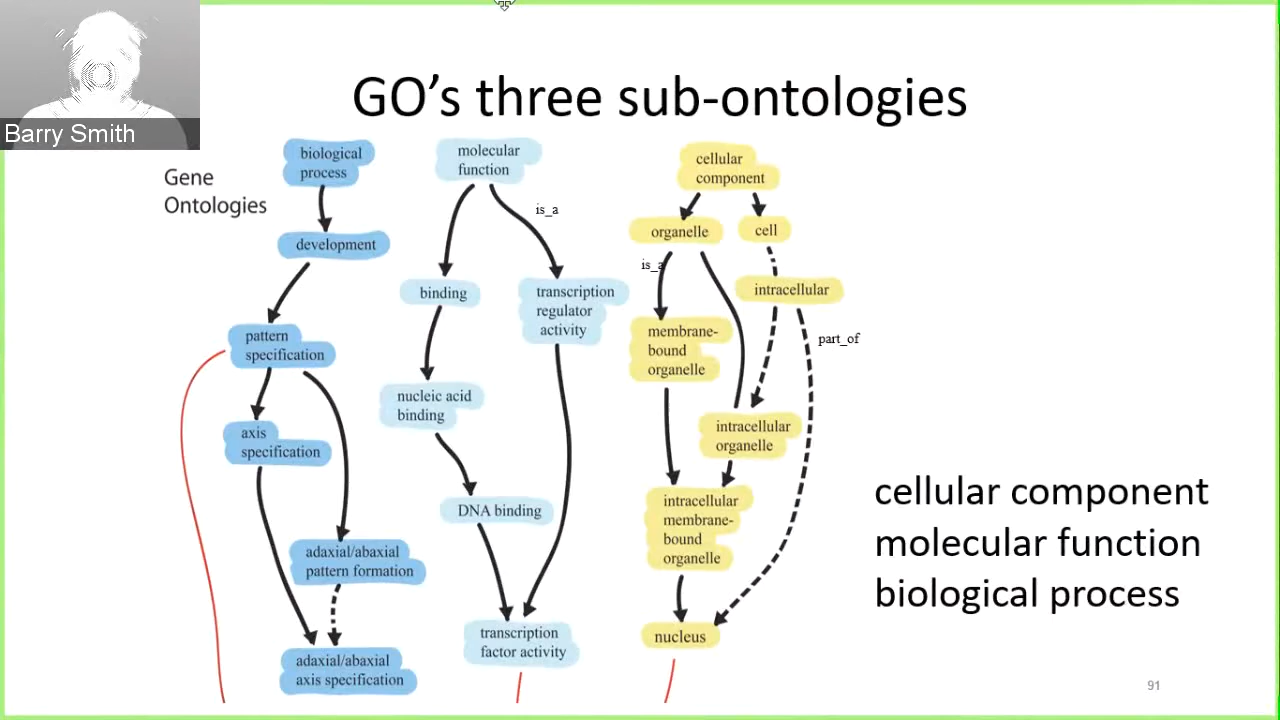 Barry Smith
GO’s three sub-ontologies
Gene
Ontologies
biological
process
development
pattern
specification
axis
specification
adaxial/abaxial
pattern formation
adaxial/abaxial
axis specification
molecular
function
is_a
binding
transcription
regulator
activity
nucleic acid
binding
DNA binding
transcription
factor activity
cellular
component
organelle
cell
is_a
intracellular
membrane-
bound
organelle
part_of
intracellular
organelle
intracellular
membrane-
bound
organelle
nucleus
cellular component
molecular function
biological process
91